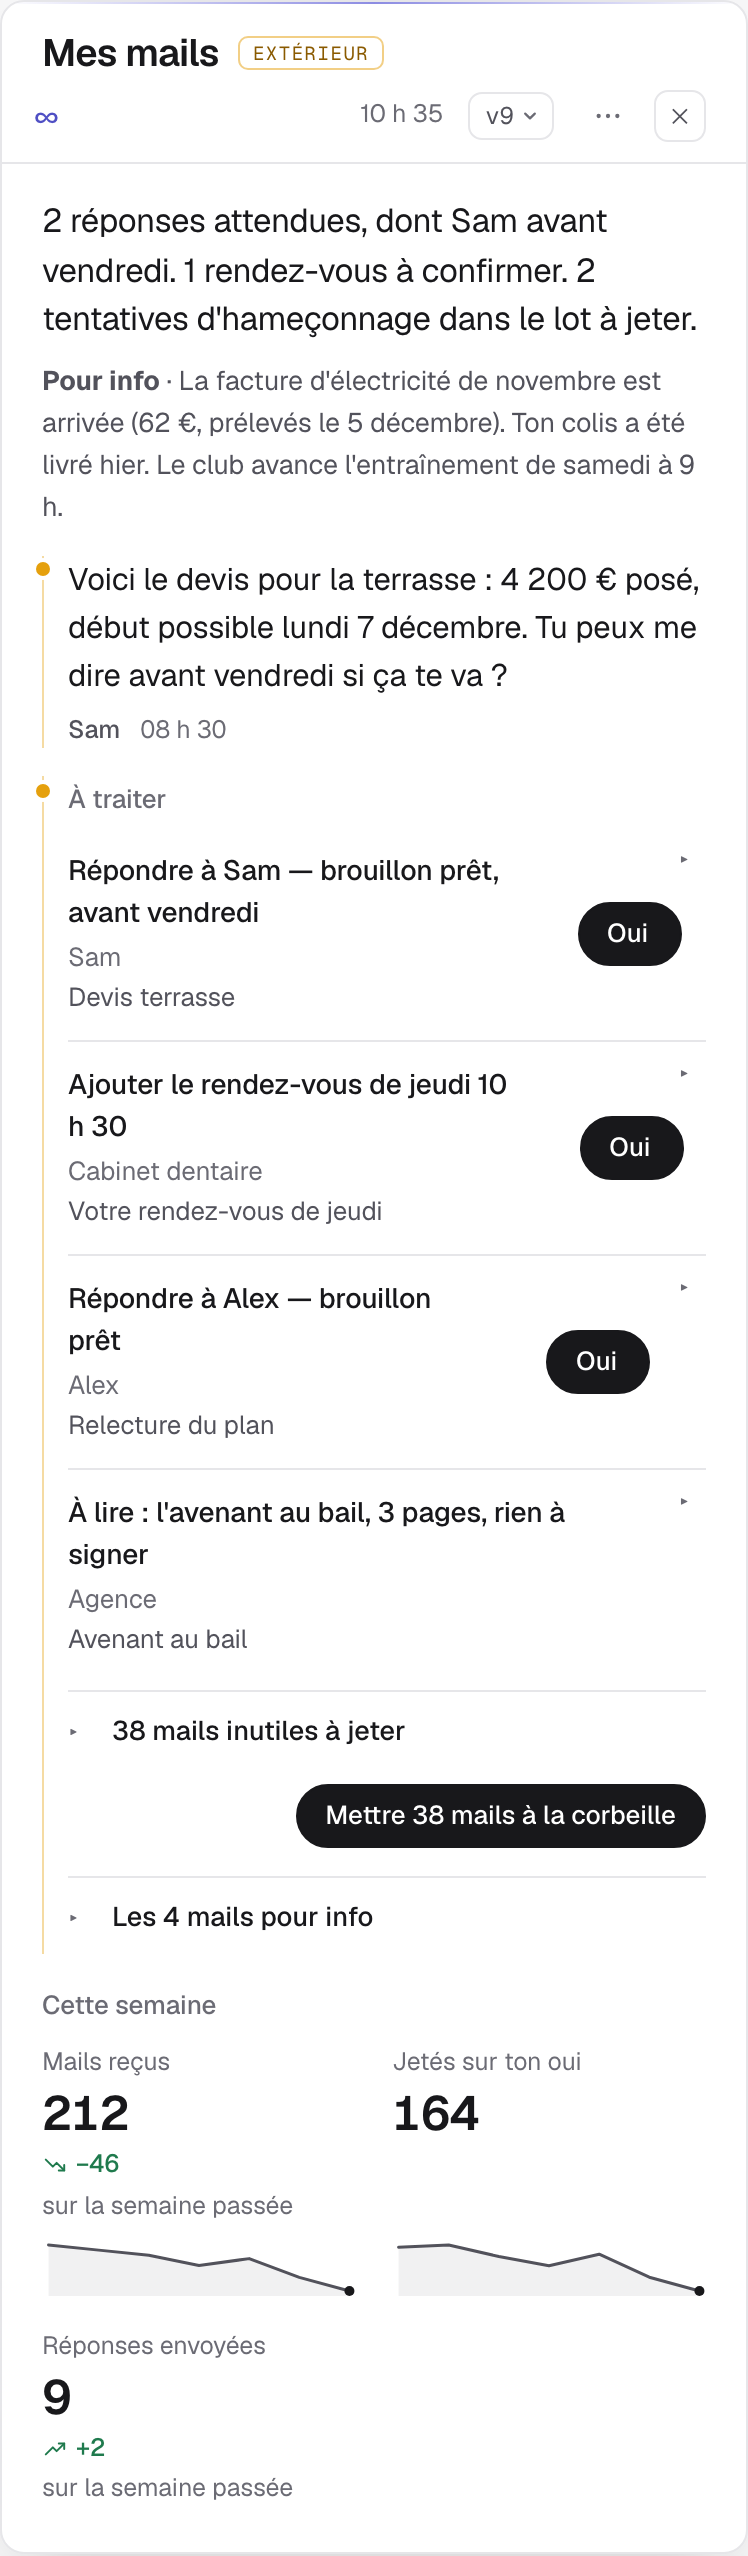 Mes mails EXTÉRIEUR
∞ 10 h 35 v9 ···
2 réponses attendues, dont Sam avant
vendredi. 1 rendez-vous à confirmer. 2
tentatives d'hameçonnage dans le lot à jeter.
Pour info · La facture d'électricité de novembre est
arrivée (62 €, prélevés le 5 décembre). Ton colis a été
livré hier. Le club avance l'entraînement de samedi à 9
h.
Voici le devis pour la terrasse : 4 200 € posé,
début possible lundi 7 décembre. Tu peux me
dire avant vendredi si ça te va ?
Sam 08 h 30
À traiter
Répondre à Sam — brouillon prêt,
avant vendredi
Oui
Sam
Devis terrasse
Ajouter le rendez-vous de jeudi 10
h 30
Oui
Cabinet dentaire
Votre rendez-vous de jeudi
Répondre à Alex — brouillon
prêt
Oui
Alex
Relecture du plan
À lire : l'avenant au bail, 3 pages, rien à
signer
Agence
Avenant au bail
38 mails inutiles à jeter
Mettre 38 mails à la corbeille
Les 4 mails pour info
Cette semaine
Mails reçus
212
−46
sur la semaine passée
Jetés sur ton oui
164
Réponses envoyées
9
+2
sur la semaine passée